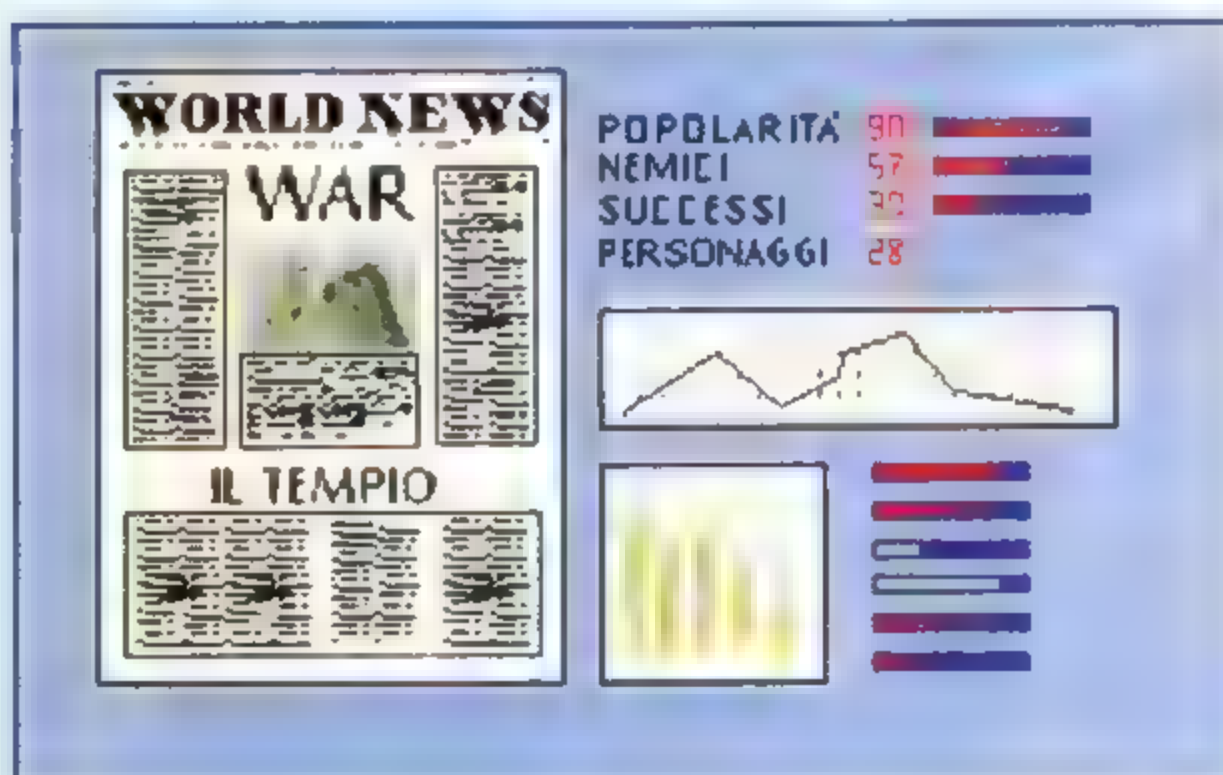 WORLD NEWS
WAR
IL TEMPIO
POPOLARITÀ 90
NEMICI 57
SUCCESSI
PERSONAGGI 28